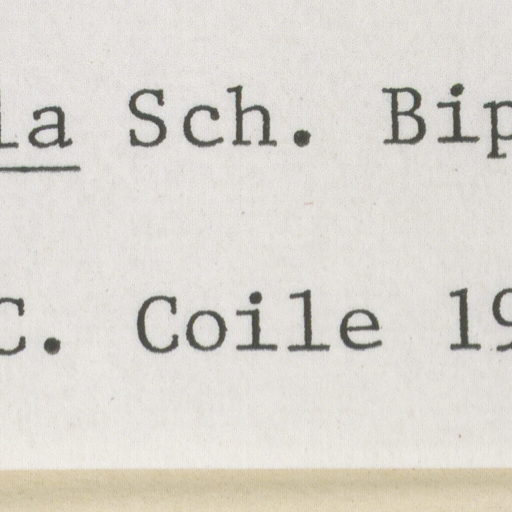 la Sch. Bip
C. Coile 19